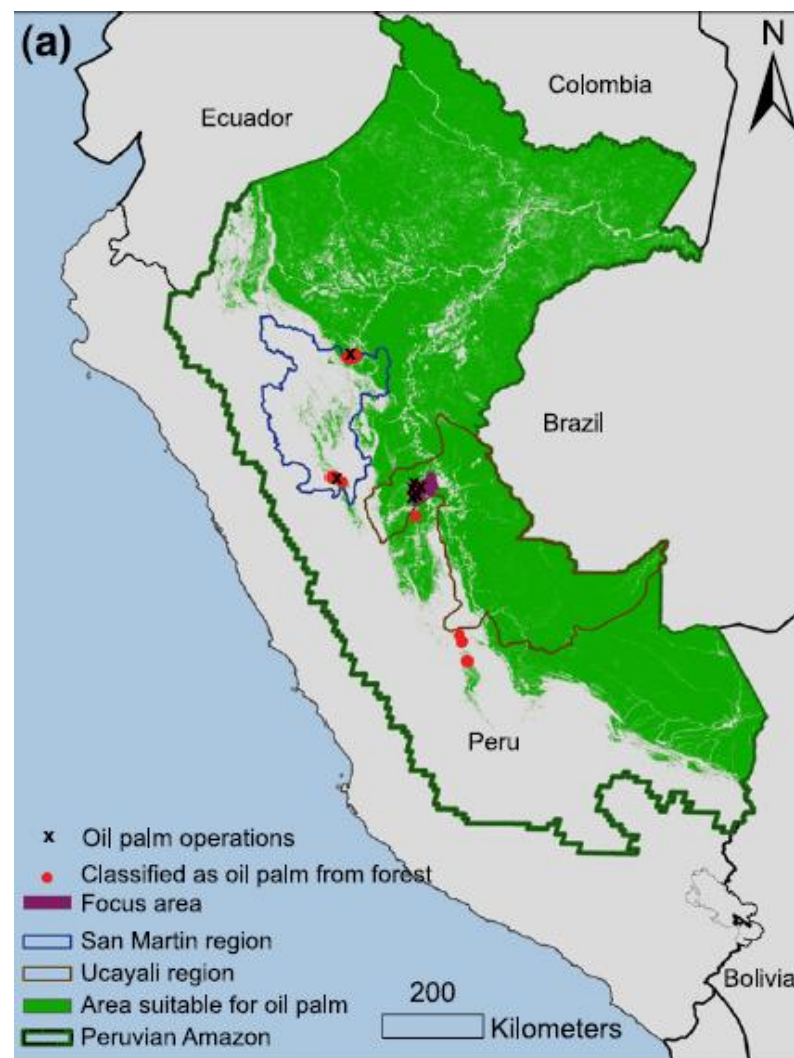 (a)
N
Colombia
Ecuador
Brazil
Peru
x Oil palm operations
Classified as oil palm from forest
Focus area
San Martin region
Ucayali region
Area suitable for oil palm
Peruvian Amazon
200
Kilometers
Bolivia